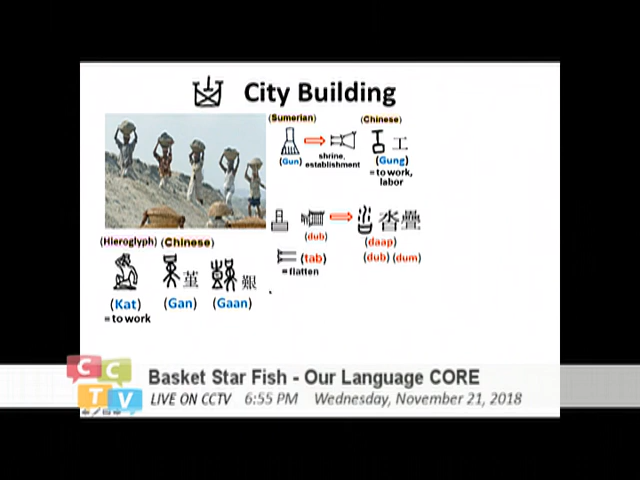 City Building
(Sumerian) (Chinese)
(Gun) shrine, establishment (Gung)
工
= to work, labor
沓疊
(dub) (daap)
(tab) (dub) (dum)
= flatten
(Hieroglyph) (Chinese)
堇 艱
(Kat) (Gan) (Gaan)
= to work
CCTV
Basket Star Fish - Our Language CORE
LIVE ON CCTV 6:55 PM Wednesday, November 21, 2018